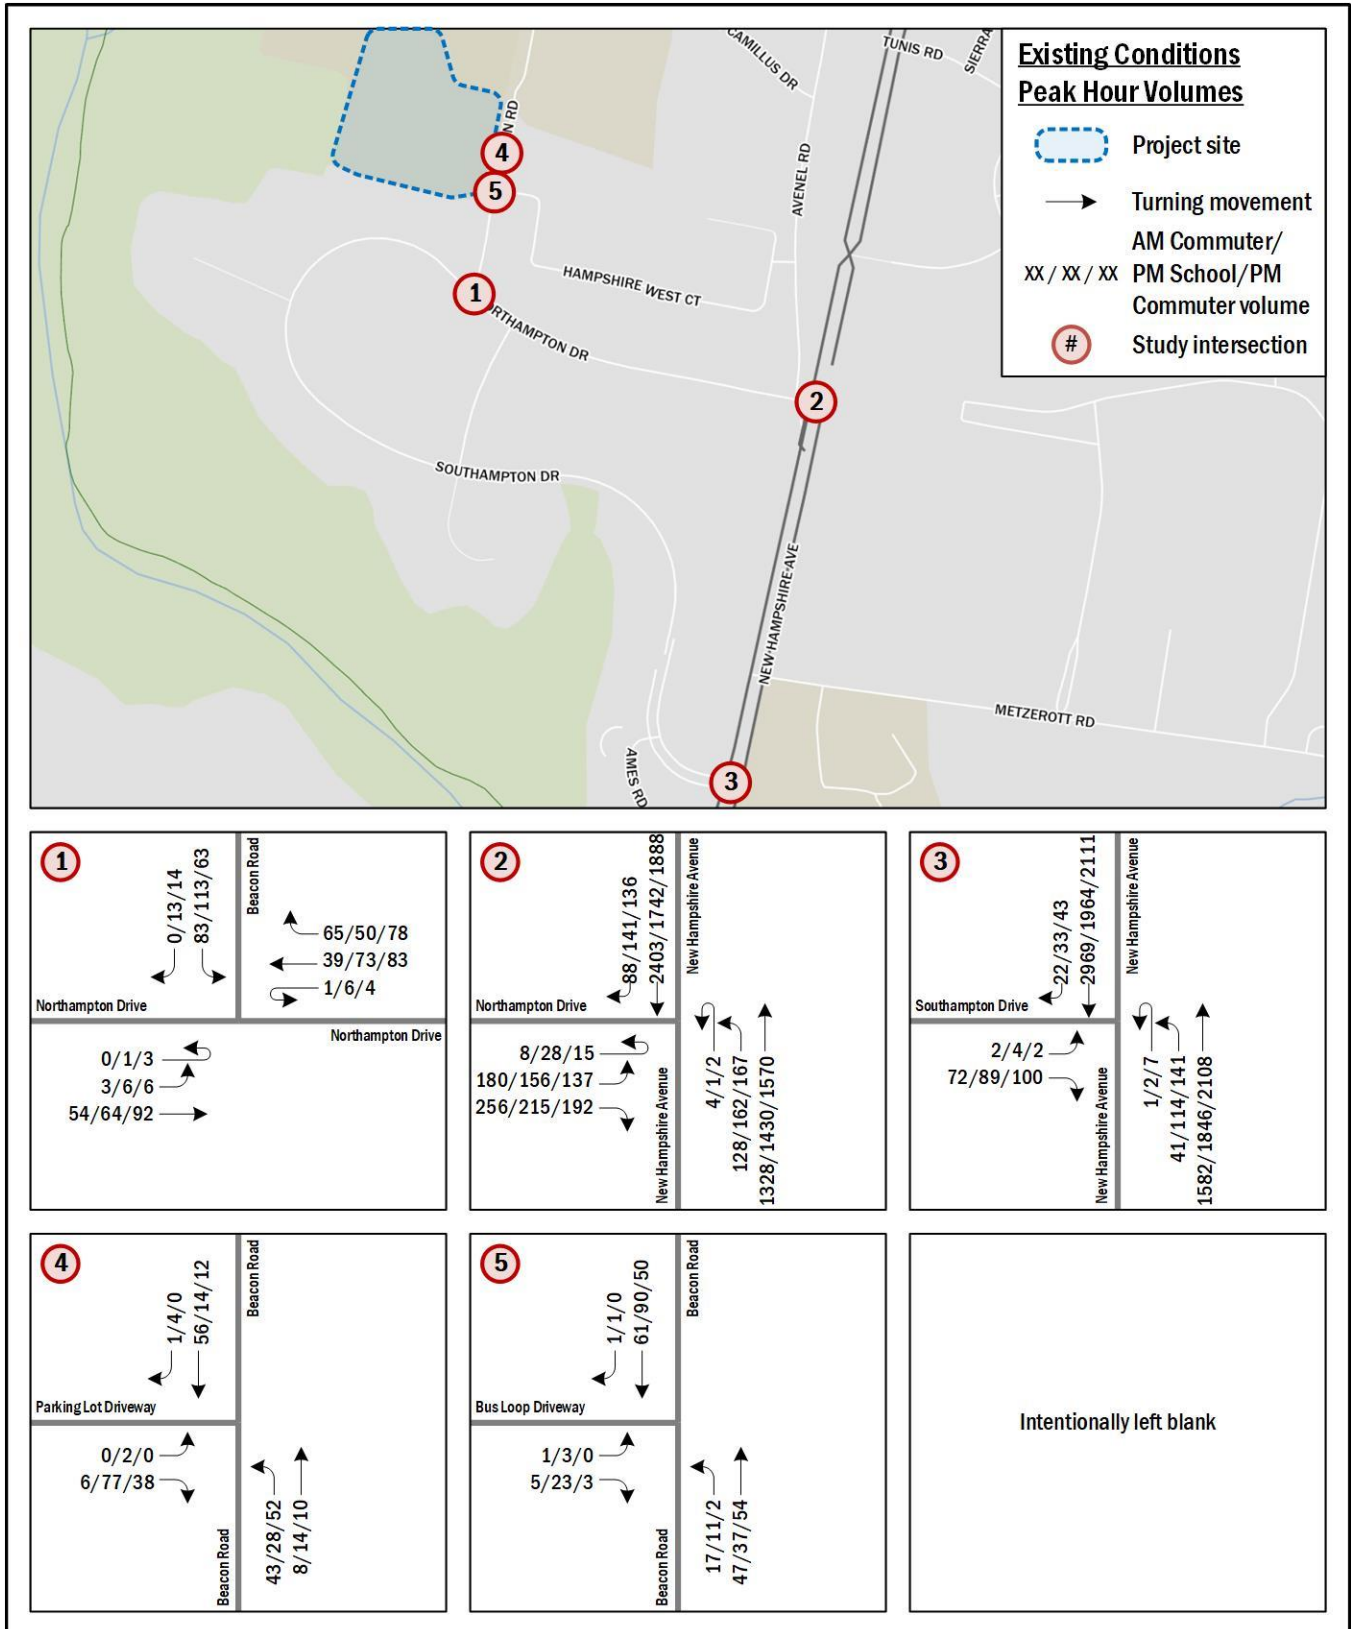 CAMILLUS DR
TUNIS RD
SIERRA
N RD
AVENEL RD
4
5
1
HAMPSHIRE WEST CT
ORTHAMPTON DR
2
SOUTHAMPTON DR
NEW HAMPSHIRE AVE
METZEROTT RD
AMES RD
3
Existing Conditions
Peak Hour Volumes
Project site
Turning movement
AM Commuter/
XX / XX / XX PM School/PM
Commuter volume
# Study intersection
1
0/13/14
83/113/63
Beacon Road
65/50/78
39/73/83
1/6/4
Northampton Drive
Northampton Drive
0/1/3
3/6/6
54/64/92
2
88/141/136
2403/1742/1888
New Hampshire Avenue
Northampton Drive
8/28/15
180/156/137
256/215/192
New Hampshire Avenue
4/1/2
128/162/167
1328/1430/1570
3
22/33/43
2969/1964/2111
New Hampshire Avenue
Southampton Drive
2/4/2
72/89/100
New Hampshire Avenue
1/2/7
41/114/141
1582/1846/2108
4
1/4/0
56/14/12
Beacon Road
Parking Lot Driveway
0/2/0
6/77/38
Beacon Road
43/28/52
8/14/10
5
1/1/0
61/90/50
Beacon Road
Bus Loop Driveway
1/3/0
5/23/3
Beacon Road
17/11/2
47/37/54
Intentionally left blank